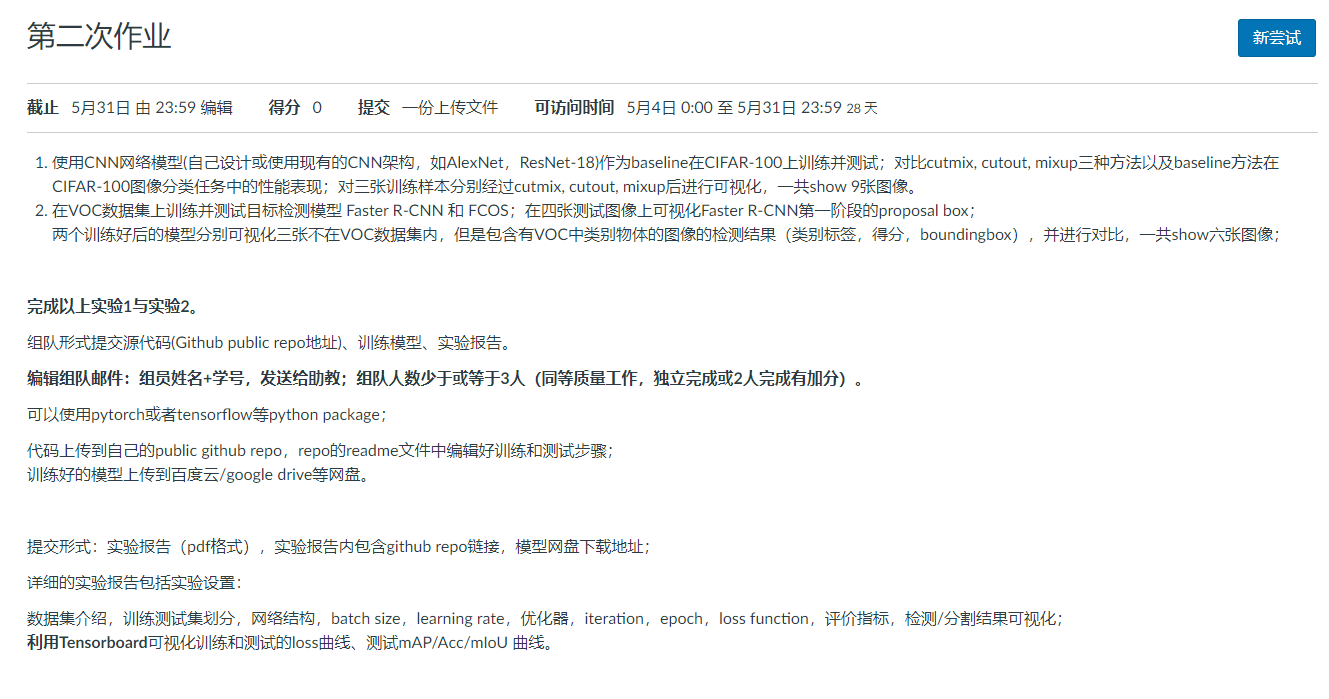 第二次作业
新尝试
截止 5月31日 由 23:59 编辑 得分 0 提交 一份上传文件 可访问时间 5月4日 0:00 至 5月31日 23:59 28 天
1. 使用CNN网络模型(自己设计或使用现有的CNN架构，如AlexNet，ResNet-18)作为baseline在CIFAR-100上训练并测试；对比cutmix, cutout, mixup三种方法以及baseline方法在
CIFAR-100图像分类任务中的性能表现；对三张训练样本分别经过cutmix, cutout, mixup后进行可视化，一共show 9张图像。
2. 在VOC数据集上训练并测试目标检测模型 Faster R-CNN 和 FCOS；在四张测试图像上可视化Faster R-CNN第一阶段的proposal box；
两个训练好后的模型分别可视化三张不在VOC数据集内，但是包含有VOC中类别物体的图像的检测结果（类别标签，得分，boundingbox），并进行对比，一共show六张图像；
完成以上实验1与实验2。
组队形式提交源代码(Github public repo地址)、训练模型、实验报告。
编辑组队邮件：组员姓名+学号，发送给助教；组队人数少于或等于3人（同等质量工作，独立完成或2人完成有加分）。
可以使用pytorch或者tensorflow等python package；
代码上传到自己的public github repo，repo的readme文件中编辑好训练和测试步骤；
训练好的模型上传到百度云/google drive等网盘。
提交形式：实验报告（pdf格式），实验报告内包含github repo链接，模型网盘下载地址；
详细的实验报告包括实验设置：
数据集介绍，训练测试集划分，网络结构，batch size，learning rate，优化器，iteration，epoch，loss function，评价指标，检测/分割结果可视化；
利用Tensorboard可视化训练和测试的loss曲线、测试mAP/Acc/mIoU 曲线。